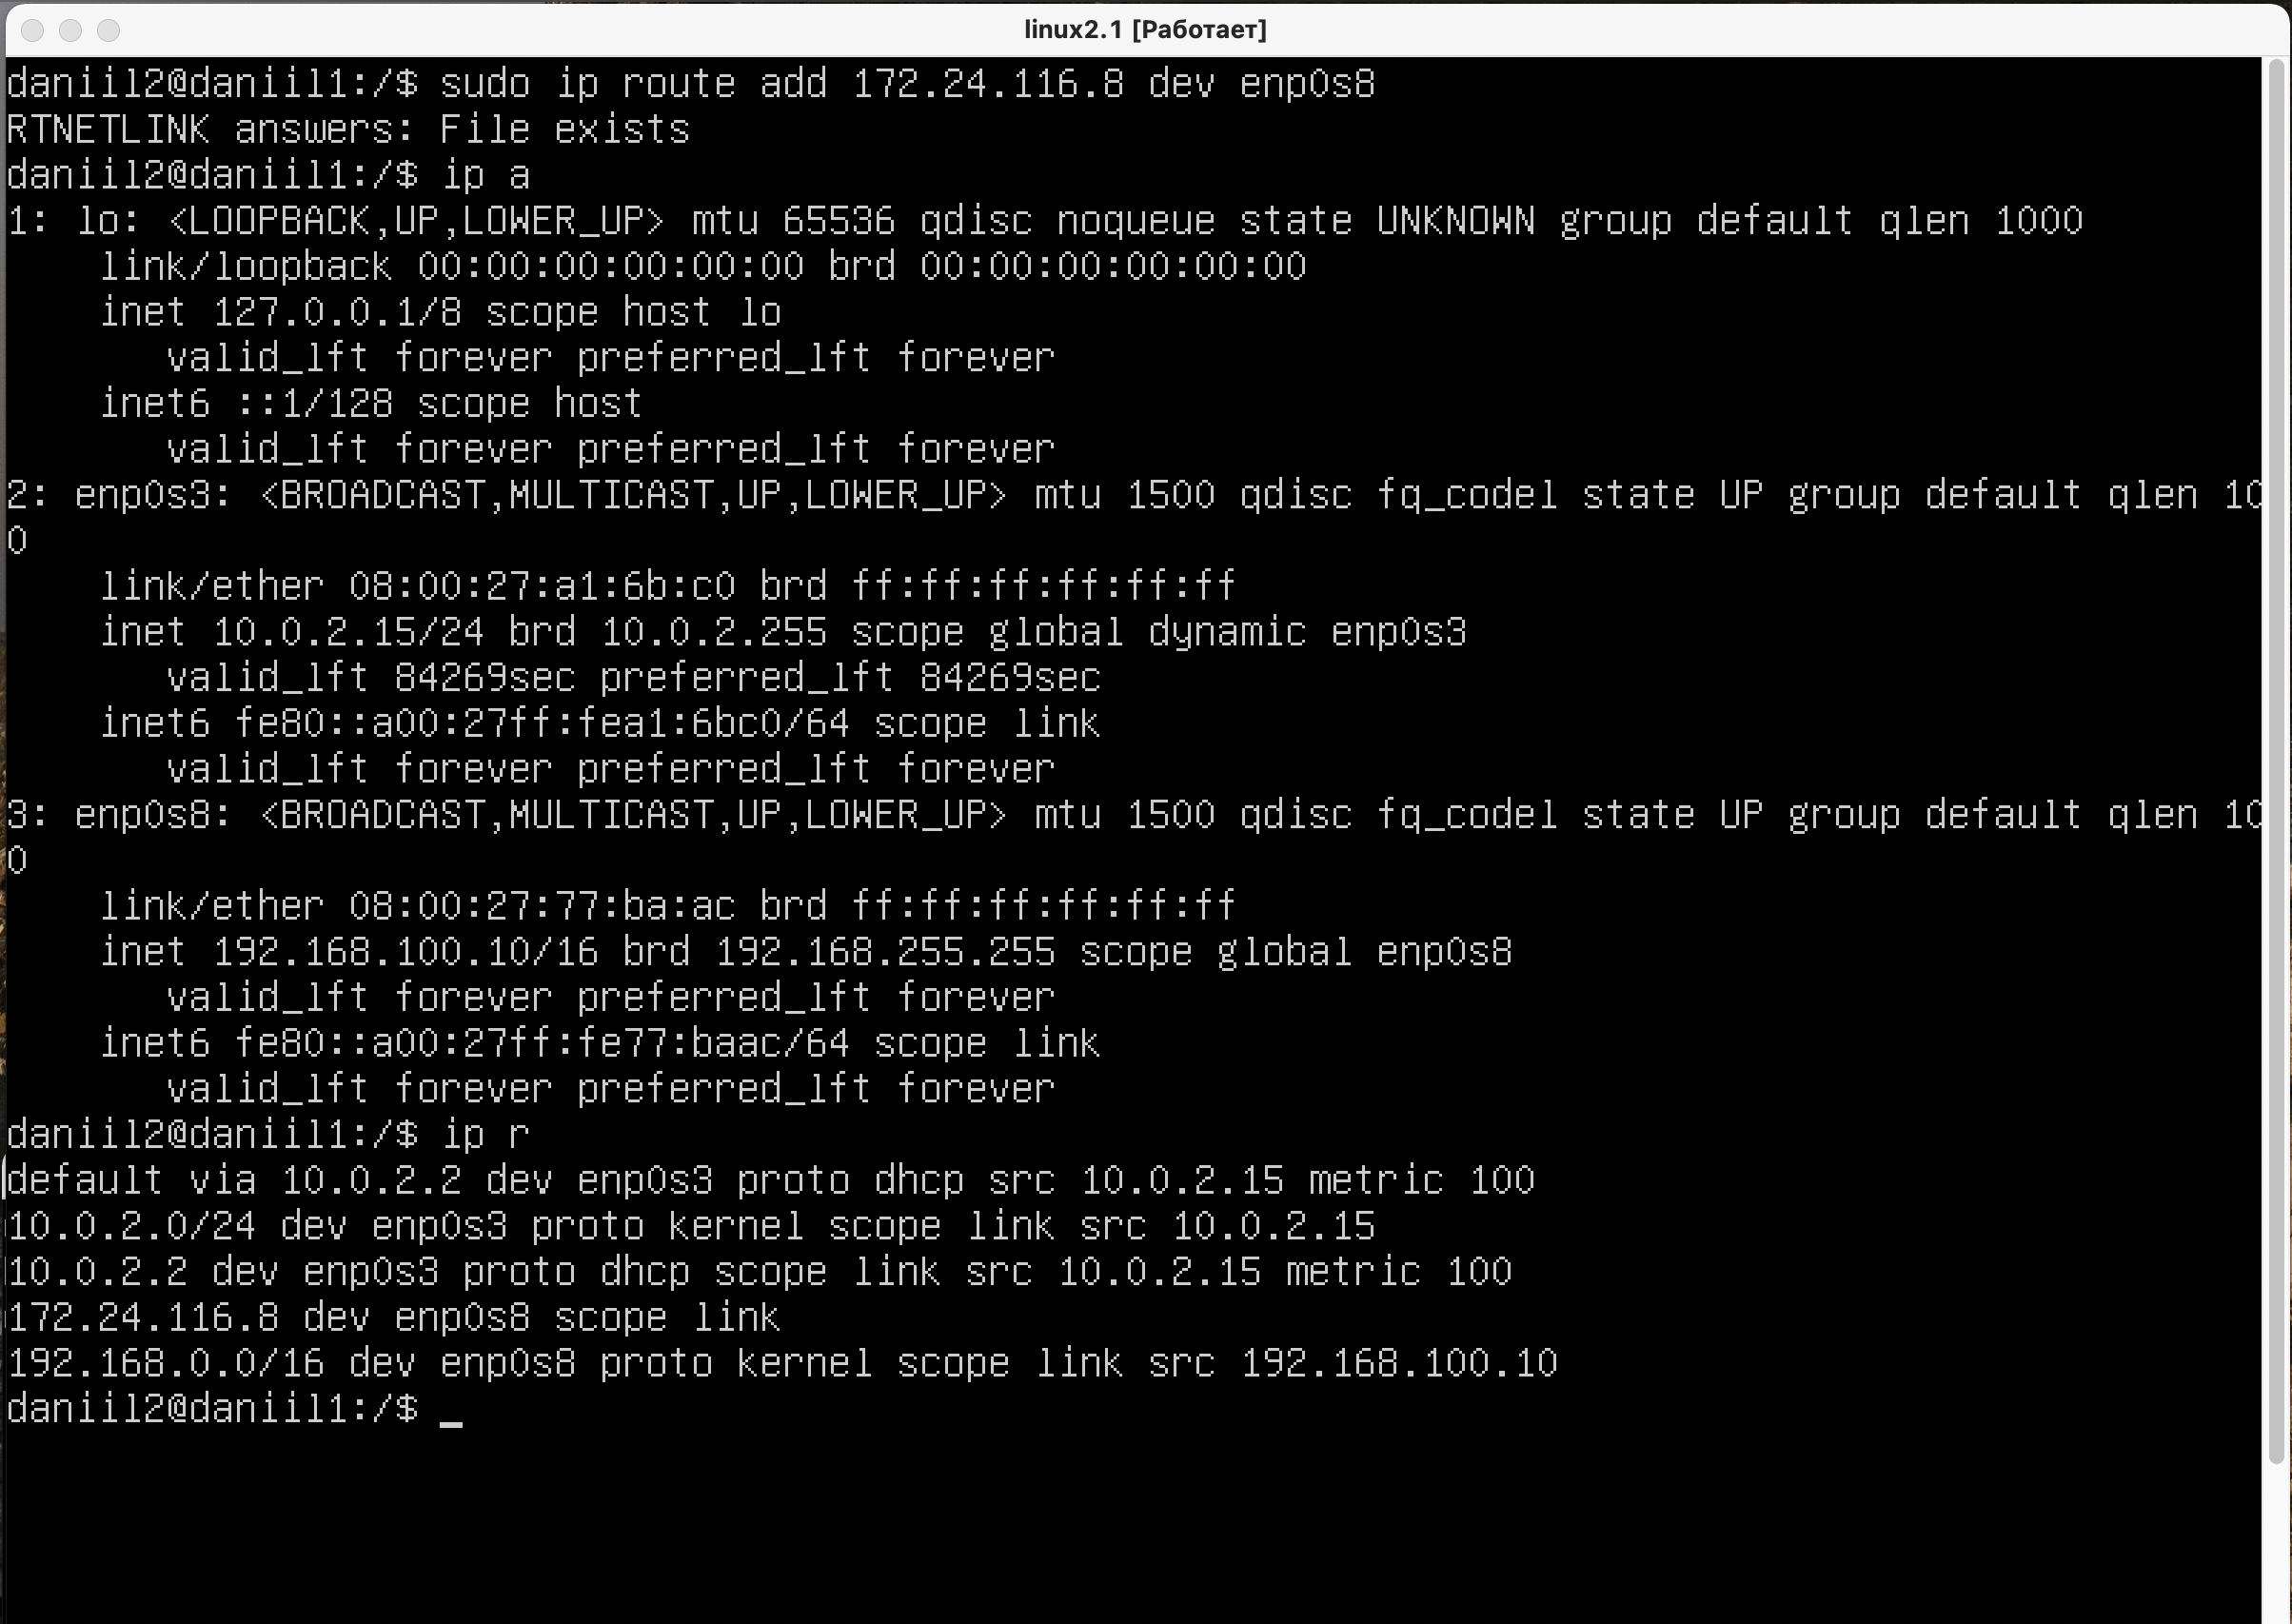 linux2.1 [Работает]
daniil2@daniil1:/$ sudo ip route add 172.24.116.8 dev enp0s8
RTNETLINK answers: File exists
daniil2@daniil1:/$ ip a
1: lo: <LOOPBACK,UP,LOWER_UP> mtu 65536 qdisc noqueue state UNKNOWN group default qlen 1000
    link/loopback 00:00:00:00:00:00 brd 00:00:00:00:00:00
    inet 127.0.0.1/8 scope host lo
       valid_lft forever preferred_lft forever
    inet6 ::1/128 scope host
       valid_lft forever preferred_lft forever
2: enp0s3: <BROADCAST,MULTICAST,UP,LOWER_UP> mtu 1500 qdisc fq_codel state UP group default qlen 10
0
    link/ether 08:00:27:a1:6b:c0 brd ff:ff:ff:ff:ff:ff
    inet 10.0.2.15/24 brd 10.0.2.255 scope global dynamic enp0s3
       valid_lft 84269sec preferred_lft 84269sec
    inet6 fe80::a00:27ff:fea1:6bc0/64 scope link
       valid_lft forever preferred_lft forever
3: enp0s8: <BROADCAST,MULTICAST,UP,LOWER_UP> mtu 1500 qdisc fq_codel state UP group default qlen 10
0
    link/ether 08:00:27:77:ba:ac brd ff:ff:ff:ff:ff:ff
    inet 192.168.100.10/16 brd 192.168.255.255 scope global enp0s8
       valid_lft forever preferred_lft forever
    inet6 fe80::a00:27ff:fe77:baac/64 scope link
       valid_lft forever preferred_lft forever
daniil2@daniil1:/$ ip r
default via 10.0.2.2 dev enp0s3 proto dhcp src 10.0.2.15 metric 100
10.0.2.0/24 dev enp0s3 proto kernel scope link src 10.0.2.15
10.0.2.2 dev enp0s3 proto dhcp scope link src 10.0.2.15 metric 100
172.24.116.8 dev enp0s8 scope link
192.168.0.0/16 dev enp0s8 proto kernel scope link src 192.168.100.10
daniil2@daniil1:/$ _